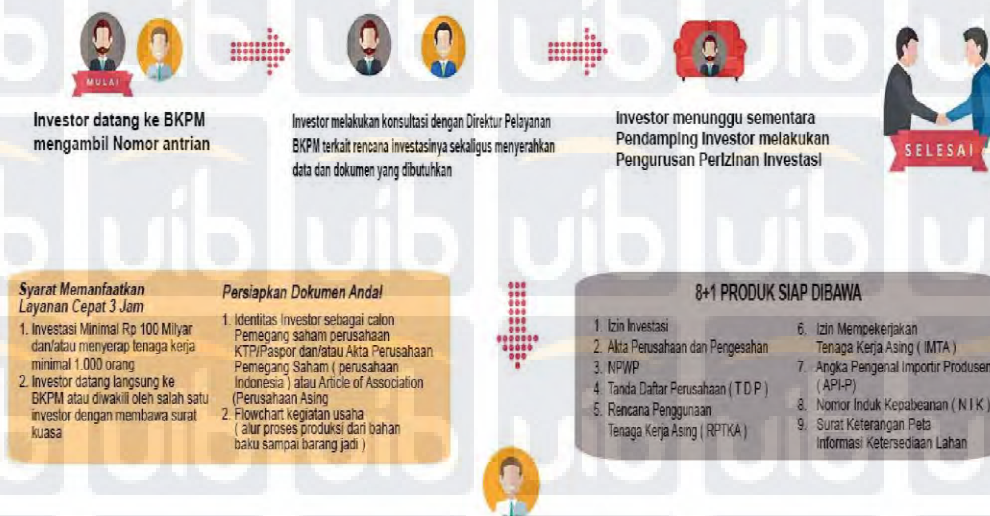 MULAI
Investor datang ke BKPM
mengambil Nomor antrian
Investor melakukan konsultasi dengan Direktur Pelayanan
BKPM terkait rencana investasinya sekaligus menyerahkan
data dan dokumen yang dibutuhkan
Investor menunggu sementara
Pendamping Investor melakukan
Pengurusan Perizinan Investasi
SELESAI
Syarat Memanfaatkan
Layanan Cepat 3 Jam
1. Investasi Minimal Rp 100 Milyar
dan/atau menyerap tenaga kerja
minimal 1.000 orang
2. Investor datang langsung ke
BKPM atau diwakili oleh salah satu
investor dengan membawa surat
kuasa
Persiapkan Dokumen Anda!
1. Identitas Investor sebagai calon
Pemegang saham perusahaan
KTP/Paspor dan/atau Akta Perusahaan
Pemegang Saham ( perusahaan
Indonesia ) atau Article of Association
(Perusahaan Asing
2. Flowchart kegiatan usaha
( alur proses produksi dari bahan
baku sampai barang jadi )
8+1 PRODUK SIAP DIBAWA
1. Izin Investasi
2. Akta Perusahaan dan Pengesahan
3. NPWP
4. Tanda Daftar Perusahaan ( T D P )
5. Rencana Penggunaan
Tenaga Kerja Asing ( RPTKA )
6. Izin Mempekerjakan
Tenaga Kerja Asing ( IMTA )
7. Angka Pengenal Importir Produsen
( API-P)
8. Nomor Induk Kepabeanan ( N I K )
9. Surat Keterangan Peta
Informasi Ketersediaan Lahan
uib